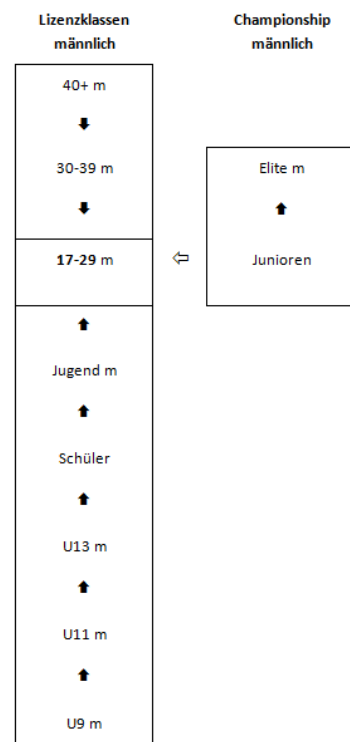 Lizenzklassen
männlich
40+ m
30-39 m
17-29 m
Jugend m
Schüler
U13 m
U11 m
U9 m
Championship
männlich
Elite m
Junioren